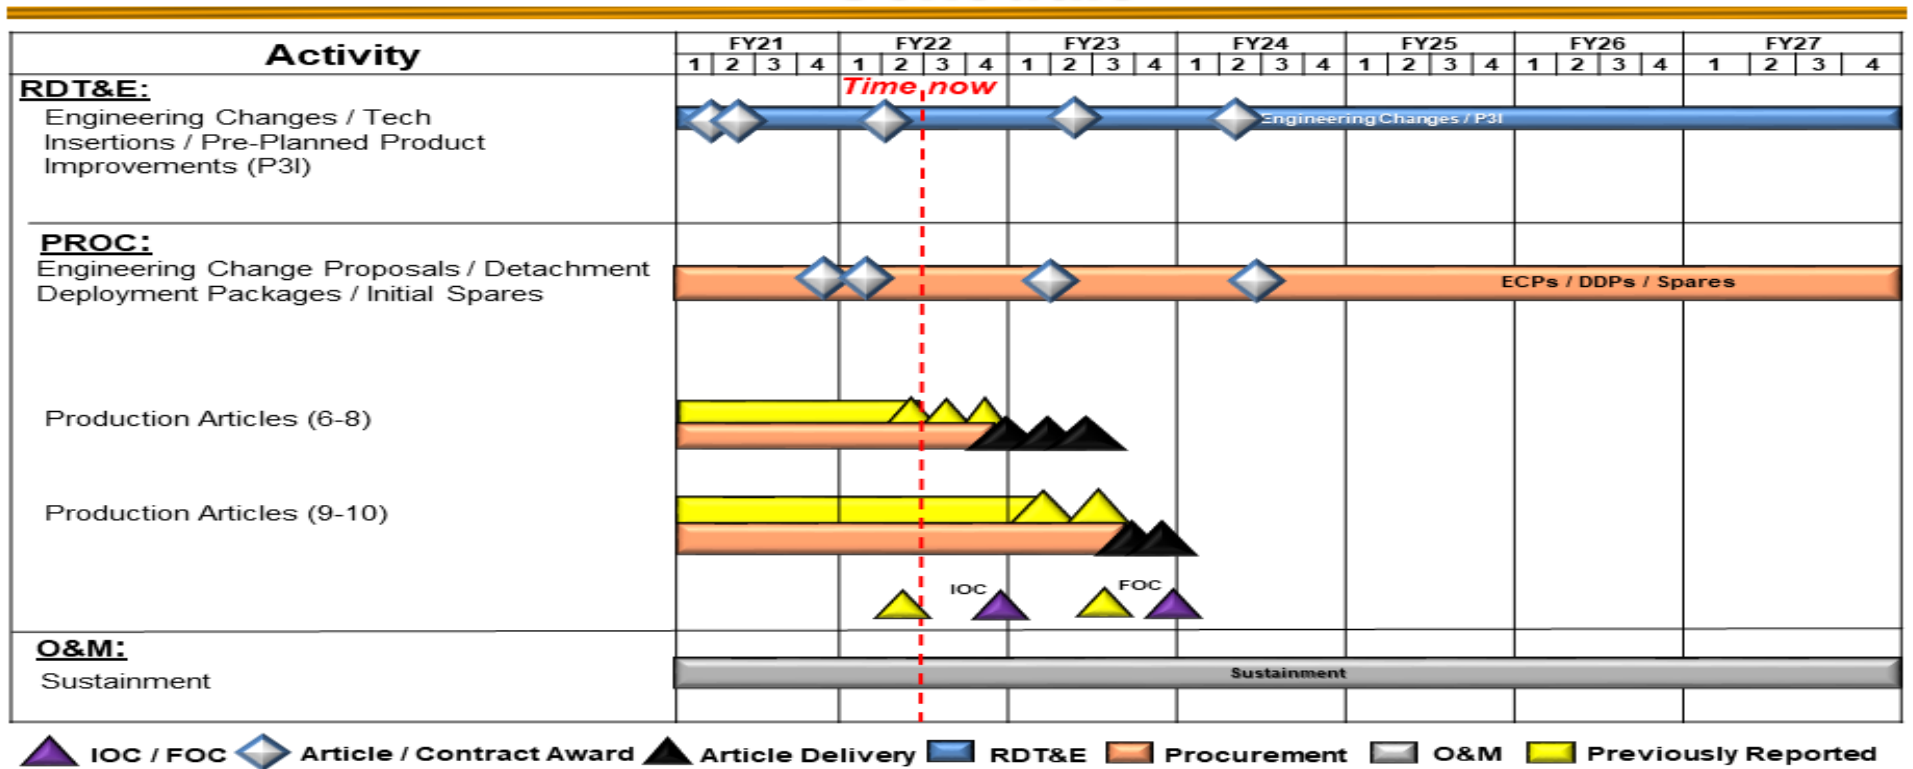 Activity
FY21 FY22 FY23 FY24 FY25 FY26 FY27
1 2 3 4 1 2 3 4 1 2 3 4 1 2 3 4 1 2 3 4 1 2 3 4 1 2 3 4
Time now
RDT&E:
Engineering Changes / Tech
Insertions / Pre-Planned Product
Improvements (P3I)
Engineering Changes / P3I
PROC:
Engineering Change Proposals / Detachment
Deployment Packages / Initial Spares
ECPs / DDPs / Spares
Production Articles (6-8)
Production Articles (9-10)
IOC FOC
O&M:
Sustainment
Sustainment
IOC / FOC Article / Contract Award Article Delivery RDT&E Procurement O&M Previously Reported